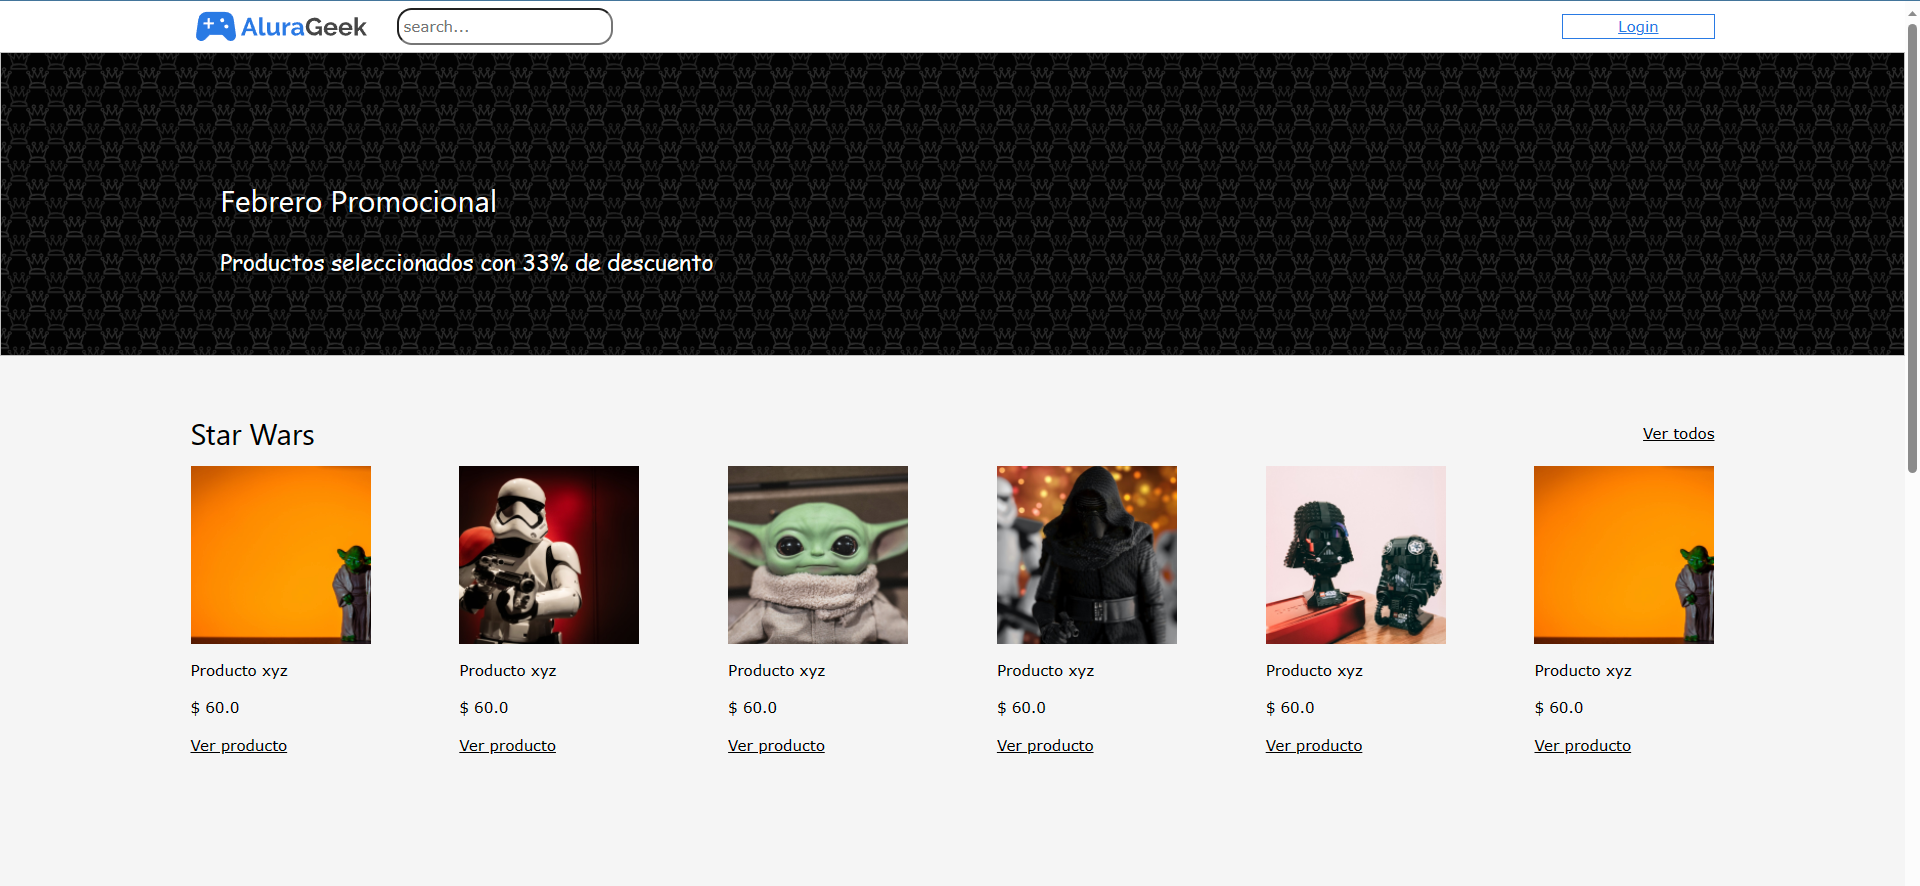 AluraGeek
search...
Login
Febrero Promocional
Productos seleccionados con 33% de descuento
Star Wars
Ver todos
Producto xyz
$ 60.0
Ver producto
Producto xyz
$ 60.0
Ver producto
Producto xyz
$ 60.0
Ver producto
Producto xyz
$ 60.0
Ver producto
Producto xyz
$ 60.0
Ver producto
Producto xyz
$ 60.0
Ver producto